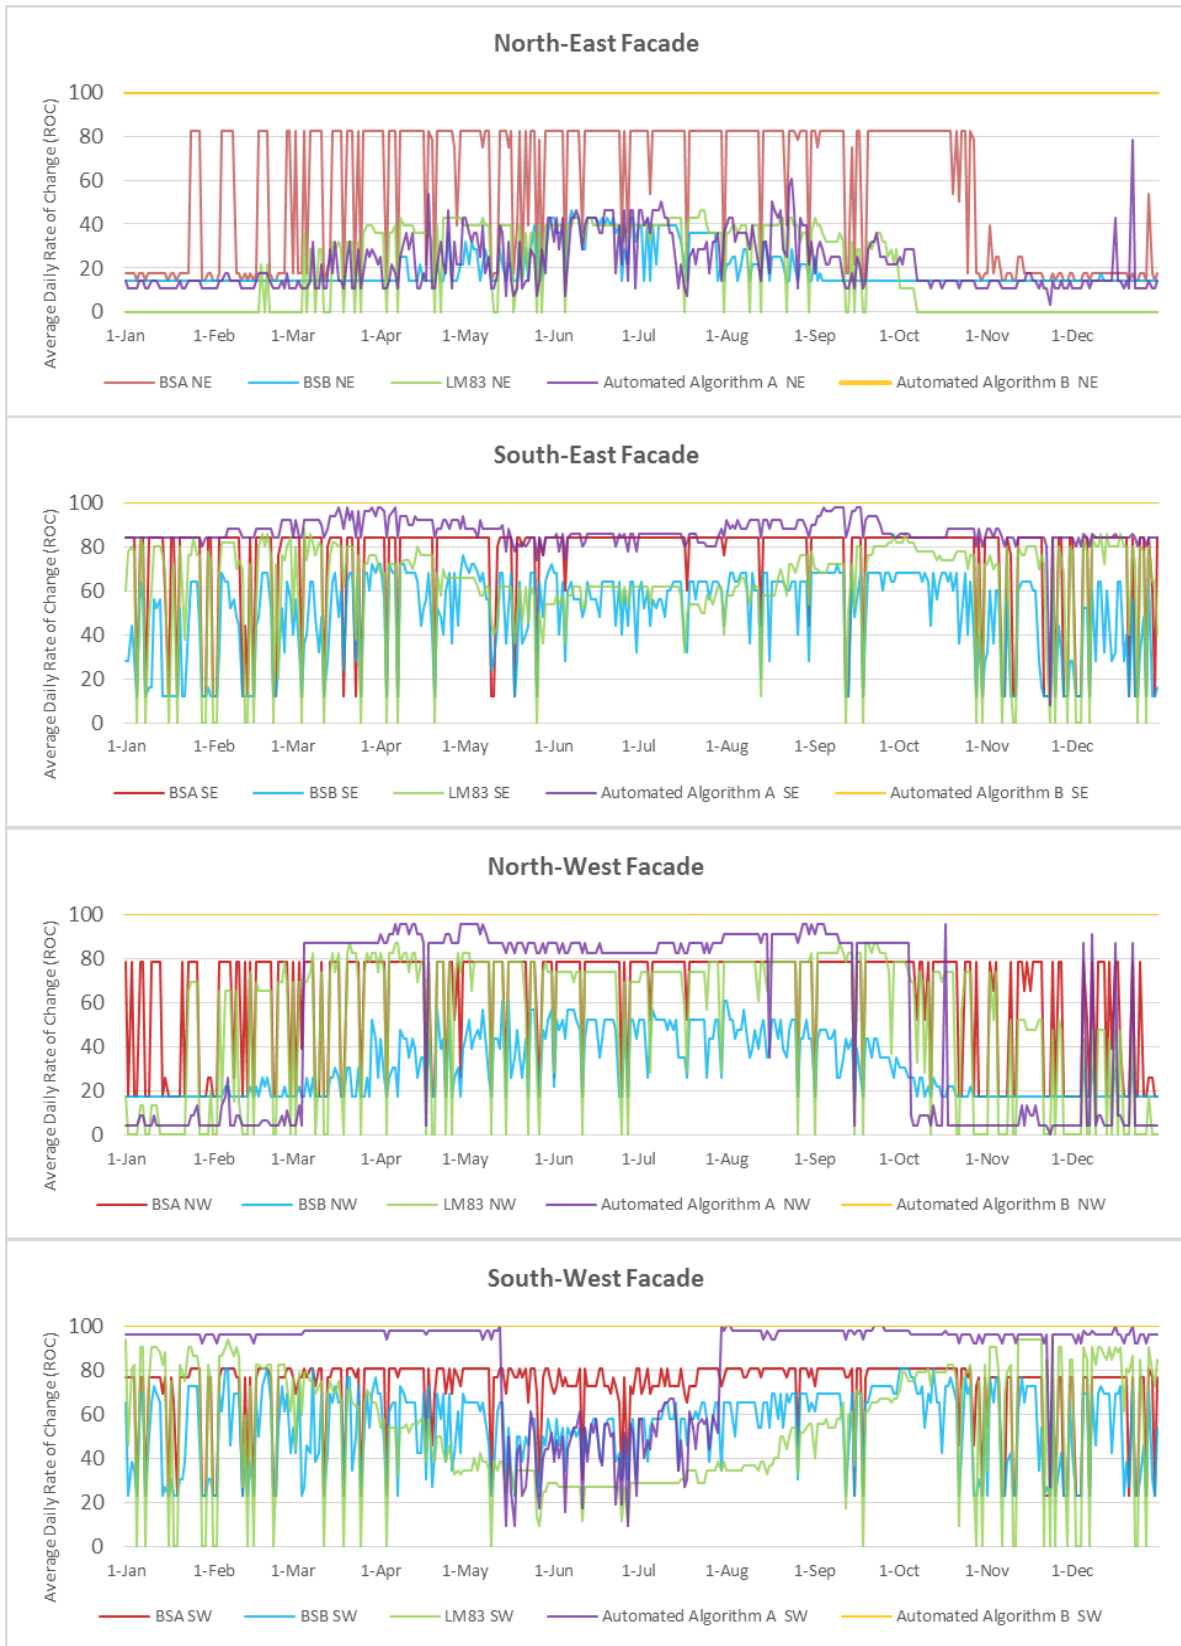 North-East Facade
Average Daily Rate of Change (ROC)
100
80
60
40
20
0
1-Jan 1-Feb 1-Mar 1-Apr 1-May 1-Jun 1-Jul 1-Aug 1-Sep 1-Oct 1-Nov 1-Dec
BSA NE BSB NE LM83 NE Automated Algorithm A NE Automated Algorithm B NE
South-East Facade
Average Daily Rate of Change (ROC)
100
80
60
40
20
0
1-Jan 1-Feb 1-Mar 1-Apr 1-May 1-Jun 1-Jul 1-Aug 1-Sep 1-Oct 1-Nov 1-Dec
BSA SE BSB SE LM83 SE Automated Algorithm A SE Automated Algorithm B SE
North-West Facade
Average Daily Rate of Change (ROC)
100
80
60
40
20
0
1-Jan 1-Feb 1-Mar 1-Apr 1-May 1-Jun 1-Jul 1-Aug 1-Sep 1-Oct 1-Nov 1-Dec
BSA NW BSB NW LM83 NW Automated Algorithm A NW Automated Algorithm B NW
South-West Facade
Average Daily Rate of Change (ROC)
100
80
60
40
20
0
1-Jan 1-Feb 1-Mar 1-Apr 1-May 1-Jun 1-Jul 1-Aug 1-Sep 1-Oct 1-Nov 1-Dec
BSA SW BSB SW LM83 SW Automated Algorithm A SW Automated Algorithm B SW